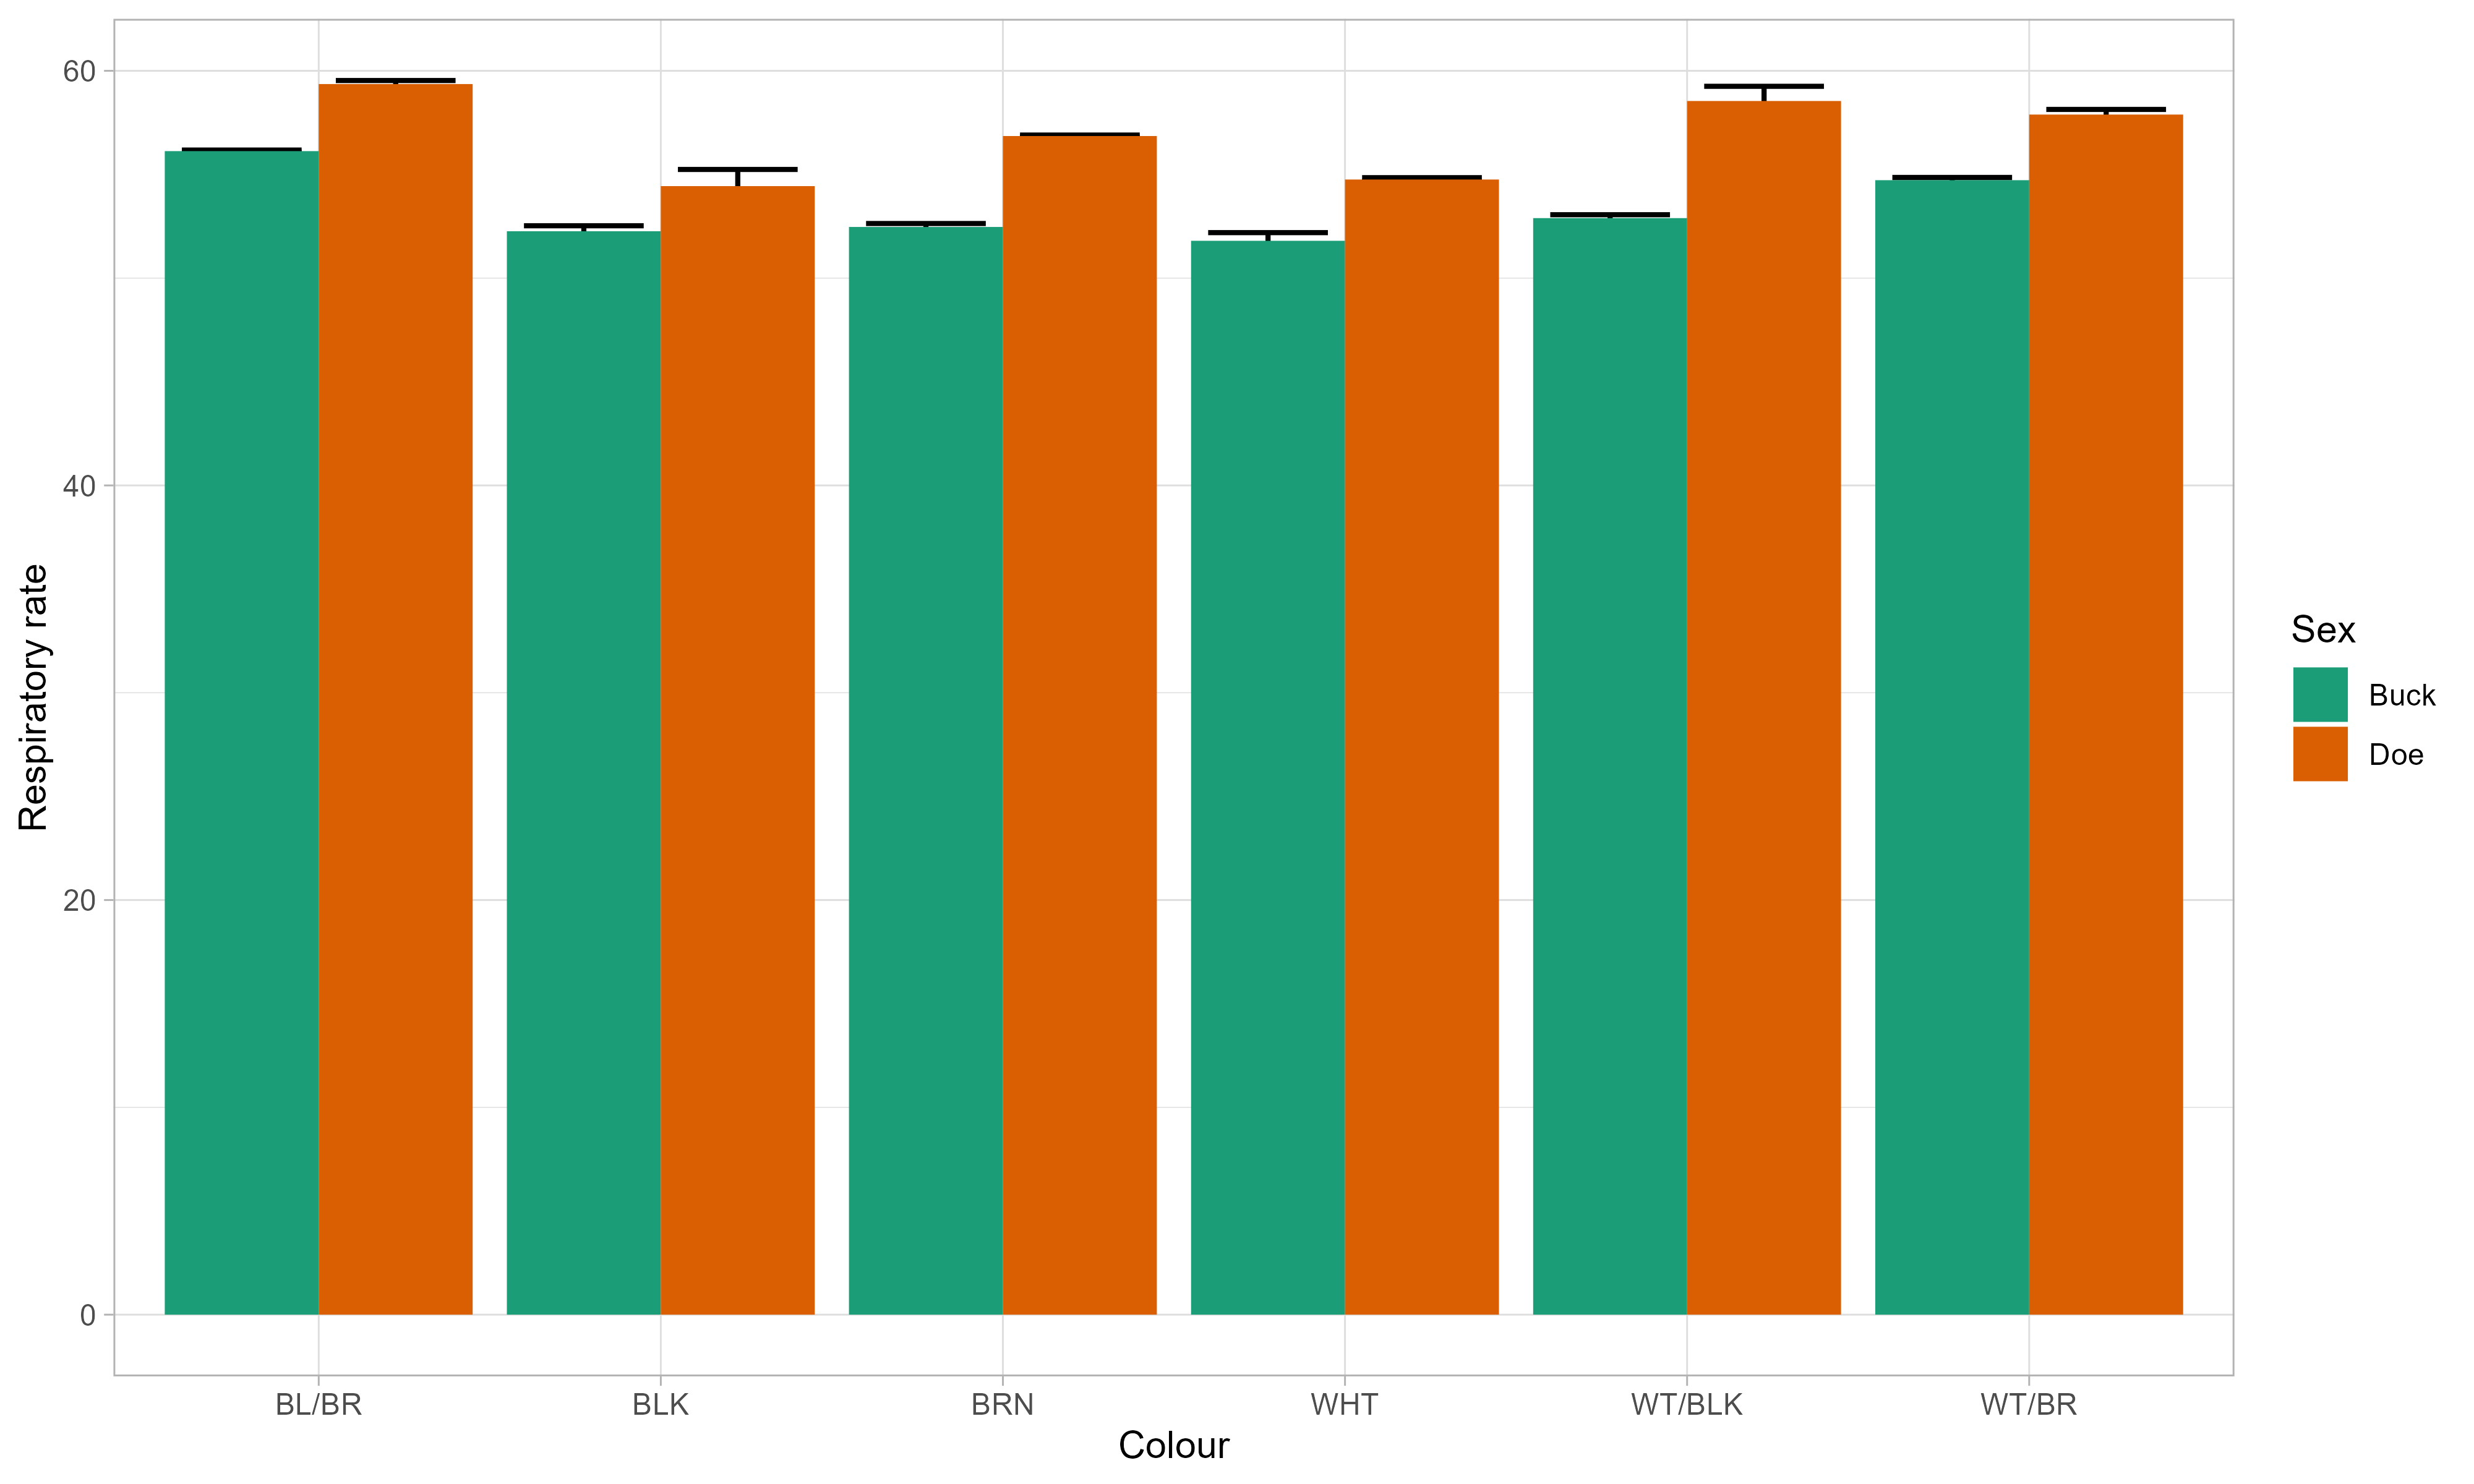 60
40
20
0
Respiratory rate
BL/BR
BLK
BRN
WHT
WT/BLK
WT/BR
Colour
Sex
Buck
Doe